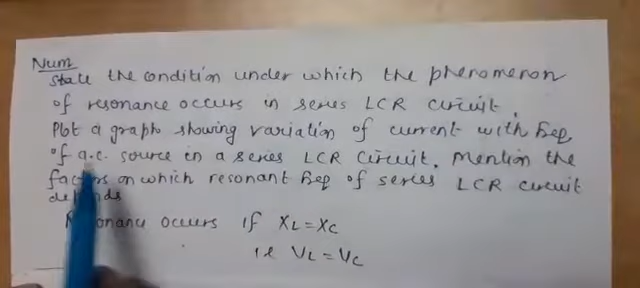 Num
State the condition under which the phenomenon
of resonance occurs in series LCR circuit.
Plot a graph showing variation of current with freq
of a.c. source in a series LCR circuit. Mention the
factors on which resonant freq of series LCR circuit
depends
Resonance occurs if XL = XC
ie VL = VC